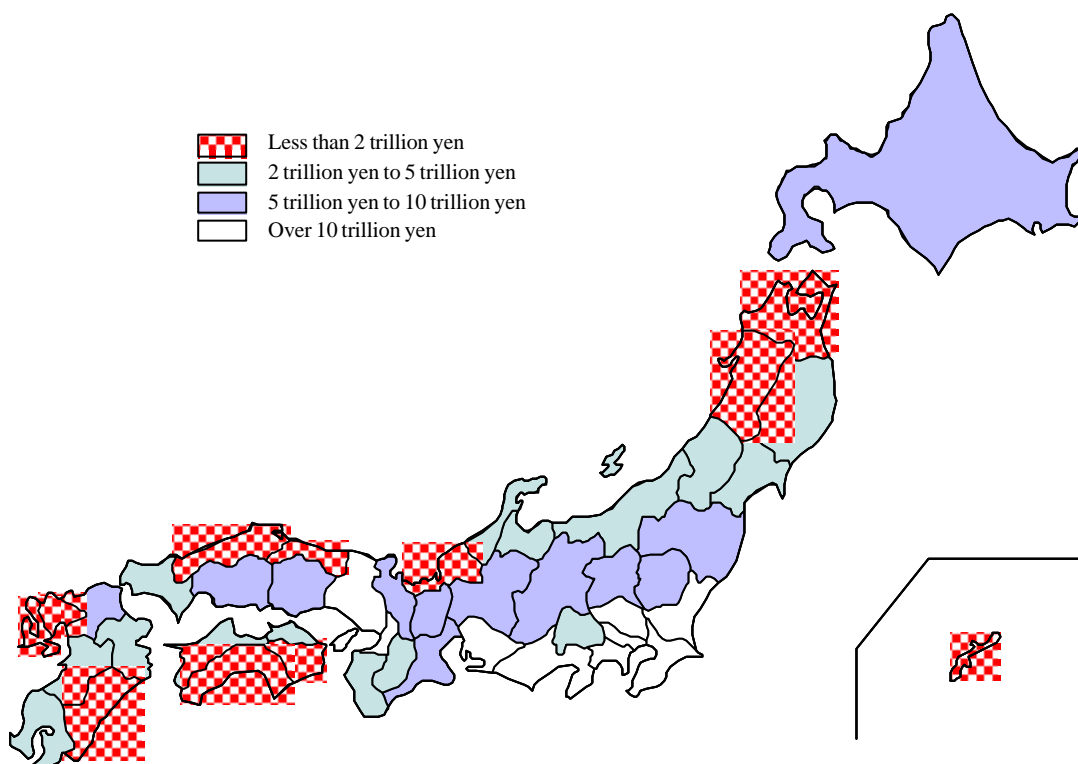 Less than 2 trillion yen
2 trillion yen to 5 trillion yen
5 trillion yen to 10 trillion yen
Over 10 trillion yen